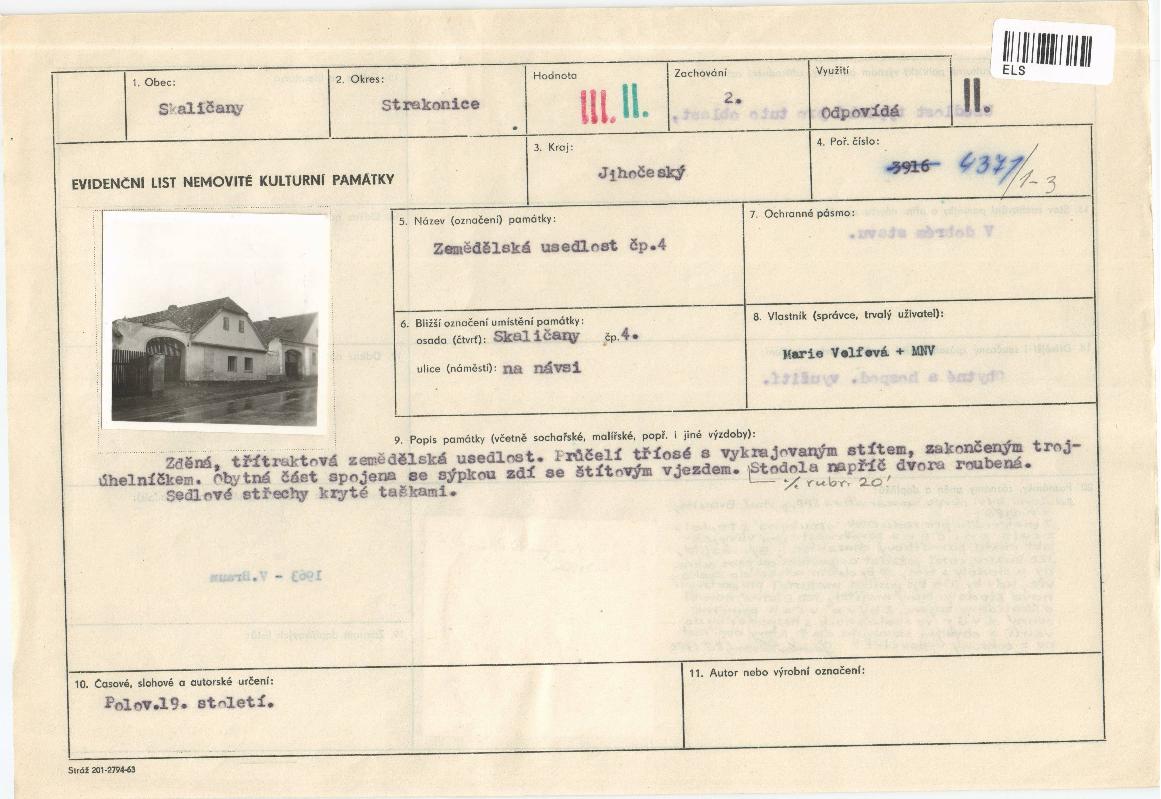 ELS
1. Obec:
Skaličany
2. Okres:
Strakonice
Hodnota
III. II.
Zachování
2.
Využití
Odpovídá
II.
EVIDENČNÍ LIST NEMOVITÉ KULTURNÍ PAMÁTKY
3. Kraj:
Jihočeský
4. Poř. číslo:
3916 4371/1-3
5. Název (označení) památky:
Zemědělská usedlost čp.4
7. Ochranné pásmo:
6. Bližší označení umístění památky:
osada (čtvrť): Skaličany čp. 4.
ulice (náměstí): na návsi
8. Vlastník (správce, trvalý uživatel):
Marie Velfová + MNV
9. Popis památky (včetně sochařské, malířské, popř. i jiné výzdoby):
Zděná, třítraktová zemědělská usedlost. Průčelí tříosé s vykrajovaným štítem, zakončeným troj-
úhelníčkem. Obytná část spojena se sýpkou zdí se štítovým vjezdem. Stodola napříč dvora roubená.
Sedlové střechy kryté taškami.
% rubr. 20'
10. Časové, slohové a autorské určení:
Polov.19. století.
11. Autor nebo výrobní označení:
Stráž 201-2794-63